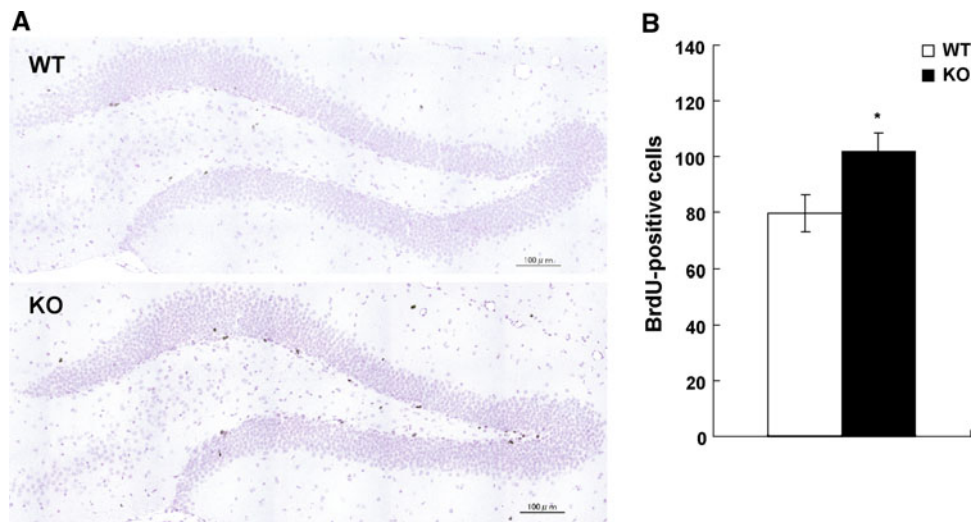 A
WT
100 μm
KO
100 μm
B
WT
KO
140
120
100
80
60
40
20
0
*
BrdU-positive cells